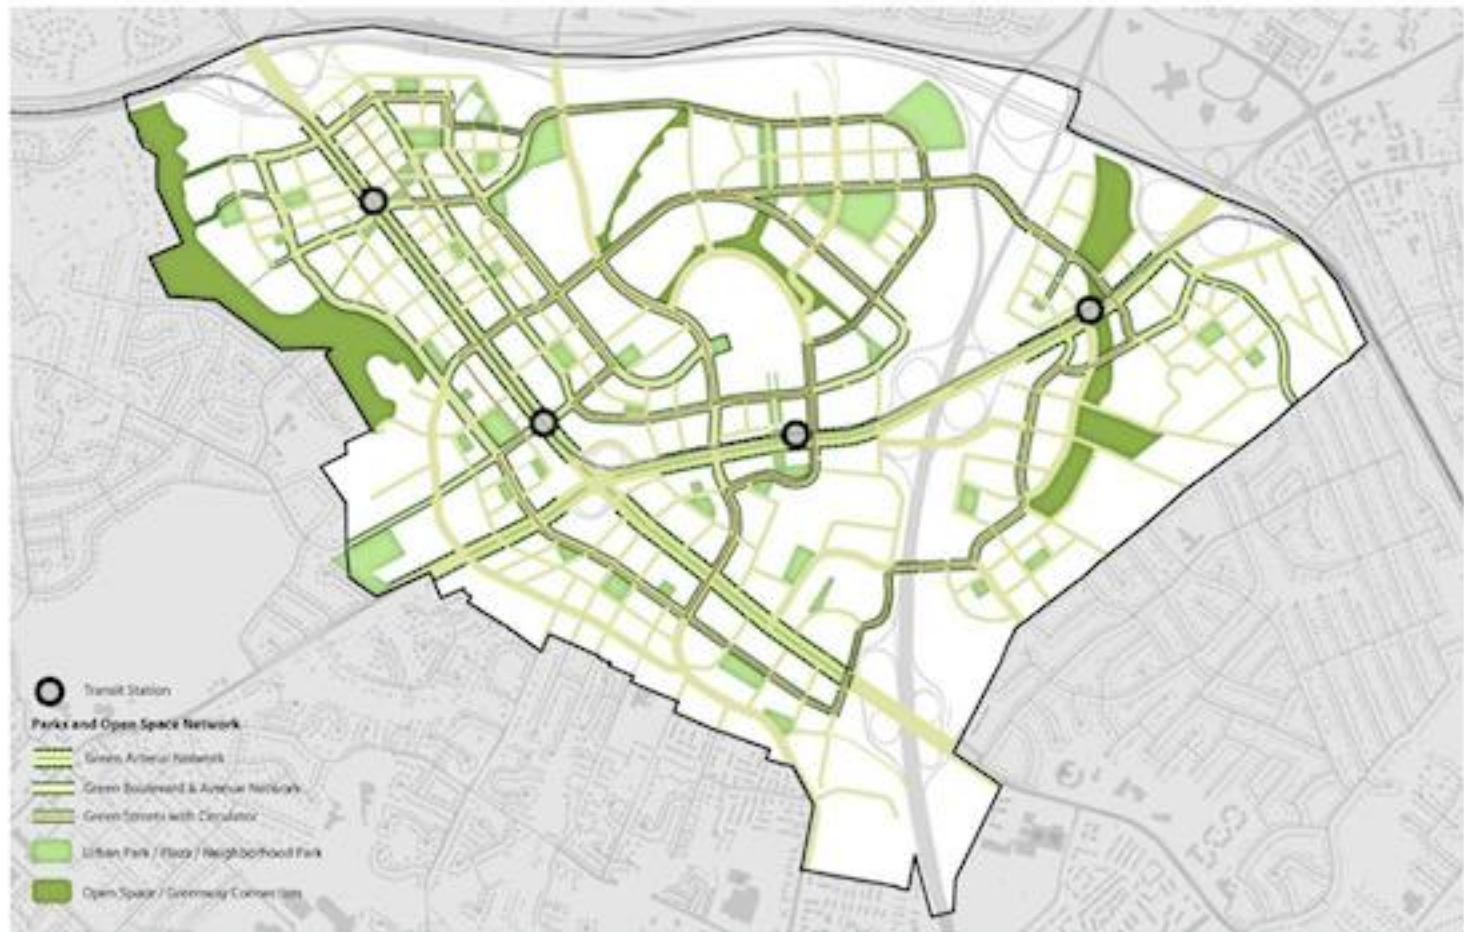 Transit Station
Parks and Open Space Network
Green Arterial Network
Green Boulevard & Avenue Network
Green Streets with Circulator
Urban Park / Plaza / Neighborhood Park
Open Space / Greenway Connection